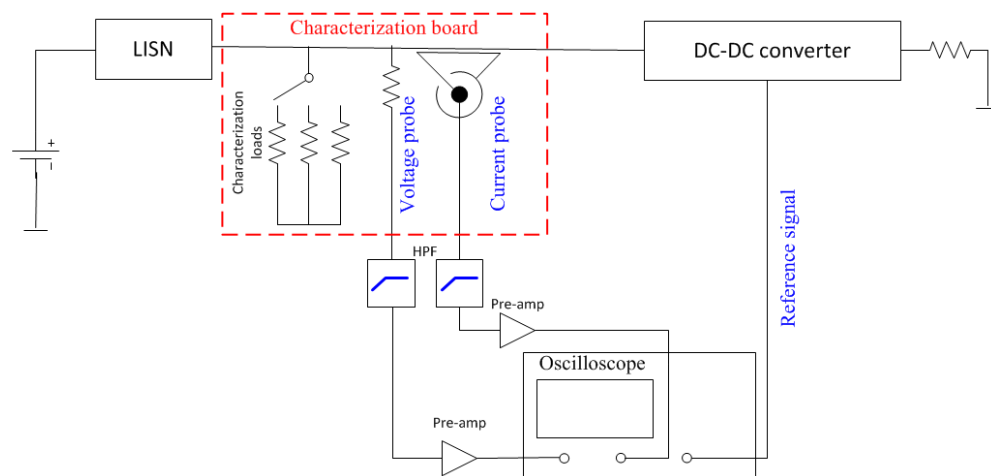 Characterization board
LISN
DC-DC converter
+
−
Characterization
loads
Voltage probe
Current probe
Reference signal
HPF
Pre-amp
Oscilloscope
Pre-amp